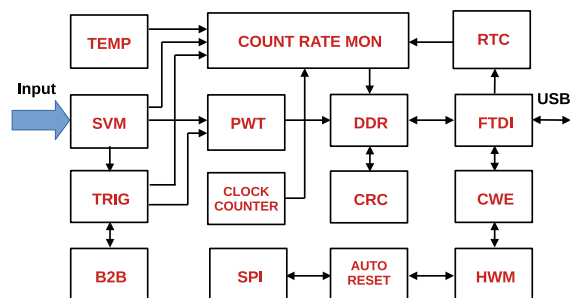 TEMP
COUNT RATE MON
RTC
Input
USB
SVM
PWT
DDR
FTDI
TRIG
CLOCK
COUNTER
CRC
CWE
B2B
SPI
AUTO
RESET
HWM